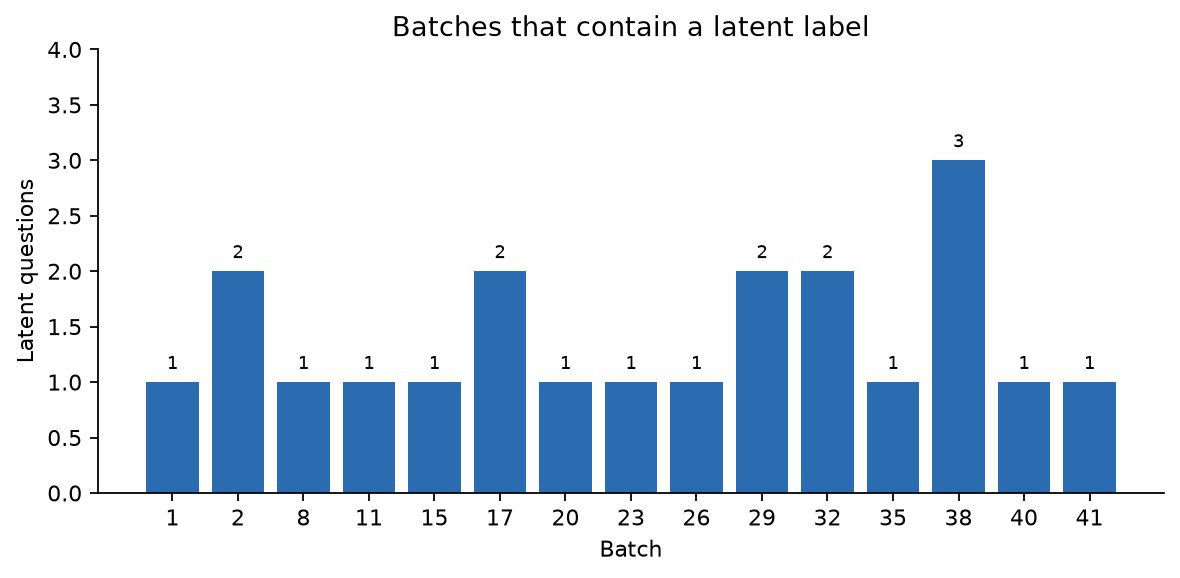 Batches that contain a latent label
4.0
3.5
3.0
2.5
2.0
1.5
1.0
0.5
0.0
Latent questions
1 2 1 1 1 2 1 1 1 2 2 1 3 1 1
1 2 8 11 15 17 20 23 26 29 32 35 38 40 41
Batch